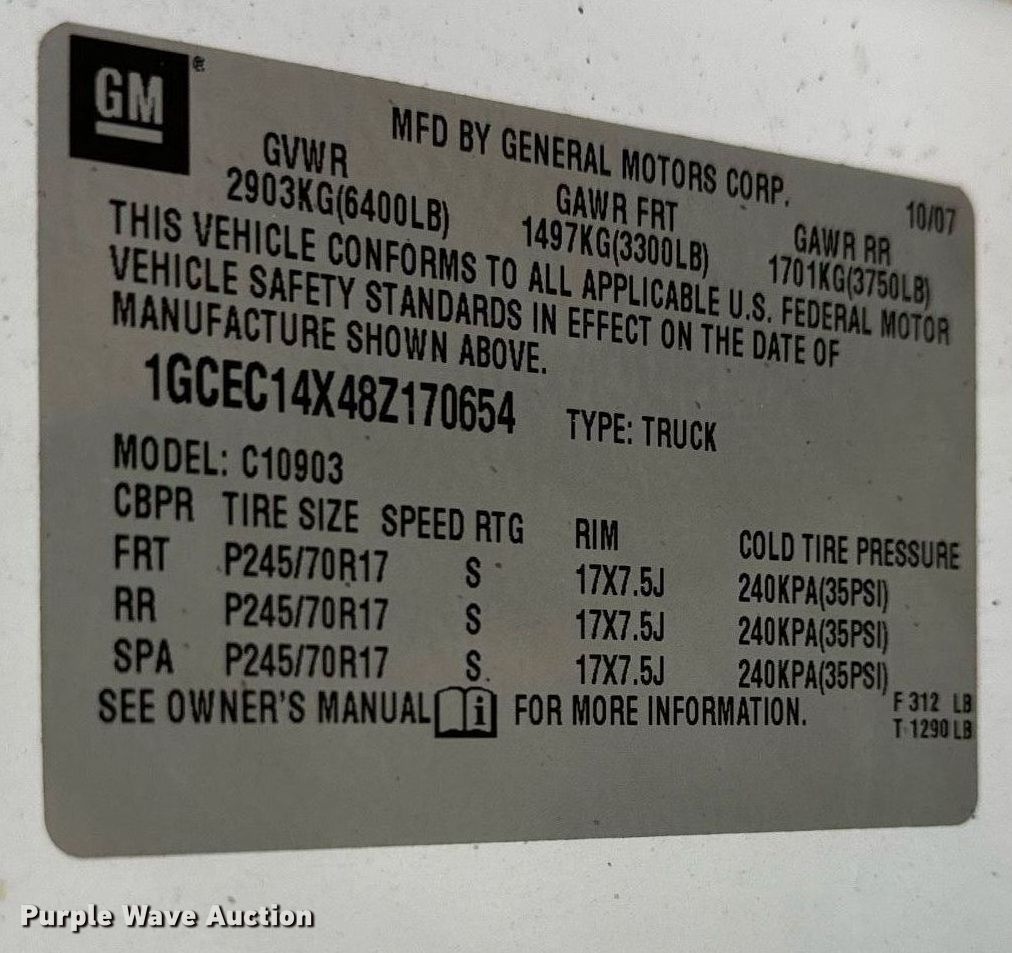 GM ®
MFD BY GENERAL MOTORS CORP.
10/07
GVWR GAWR FRT GAWR RR
2903KG(6400LB) 1497KG(3300LB) 1701KG(3750LB)
THIS VEHICLE CONFORMS TO ALL APPLICABLE U.S. FEDERAL MOTOR
VEHICLE SAFETY STANDARDS IN EFFECT ON THE DATE OF
MANUFACTURE SHOWN ABOVE.
1GCEC14X48Z170654 TYPE: TRUCK
MODEL: C10903
CBPR TIRE SIZE SPEED RTG RIM COLD TIRE PRESSURE
FRT P245/70R17 S 17X7.5J 240KPA(35PSI)
RR P245/70R17 S 17X7.5J 240KPA(35PSI)
SPA P245/70R17 S 17X7.5J 240KPA(35PSI)
SEE OWNER'S MANUAL i FOR MORE INFORMATION.
F 312 LB
T 1290 LB
Purple Wave Auction